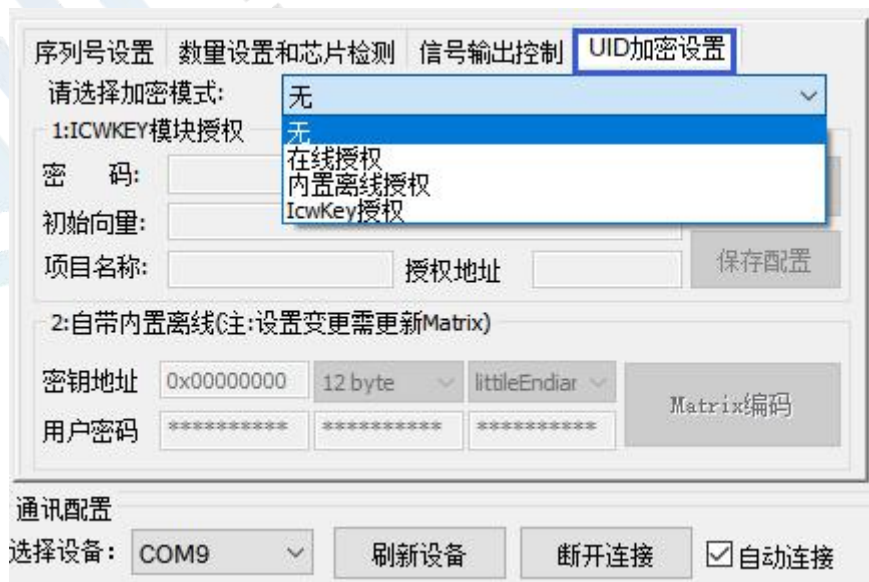 序列号设置 数量设置和芯片检测 信号输出控制 UID加密设置
请选择加密模式: 无
无
在线授权
内置离线授权
IcwKey授权
1:ICWKEY模块授权
密 码:
初始向量:
项目名称: 授权地址 保存配置
2:自带内置离线(注:设置变更需更新Matrix)
密钥地址 0x00000000 12 byte littileEndiar
Matrix编码
用户密码 ********** ********** **********
通讯配置
选择设备: COM9 刷新设备 断开连接 自动连接